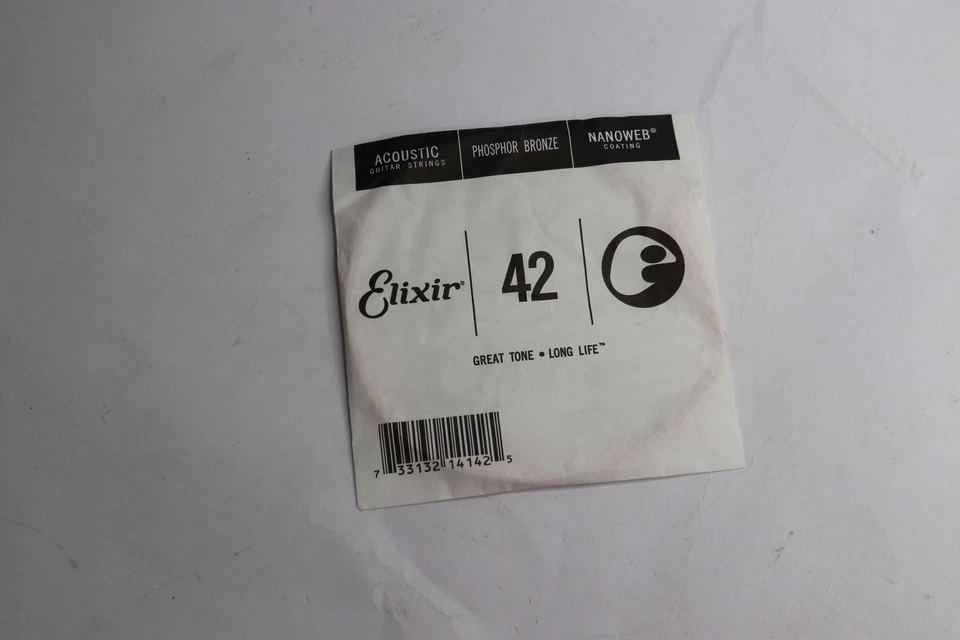 ACOUSTIC
GUITAR STRINGS
PHOSPHOR BRONZE
NANOWEB®
COATING
Elixir®
42
GREAT TONE • LONG LIFE™
7 33132 14142 5